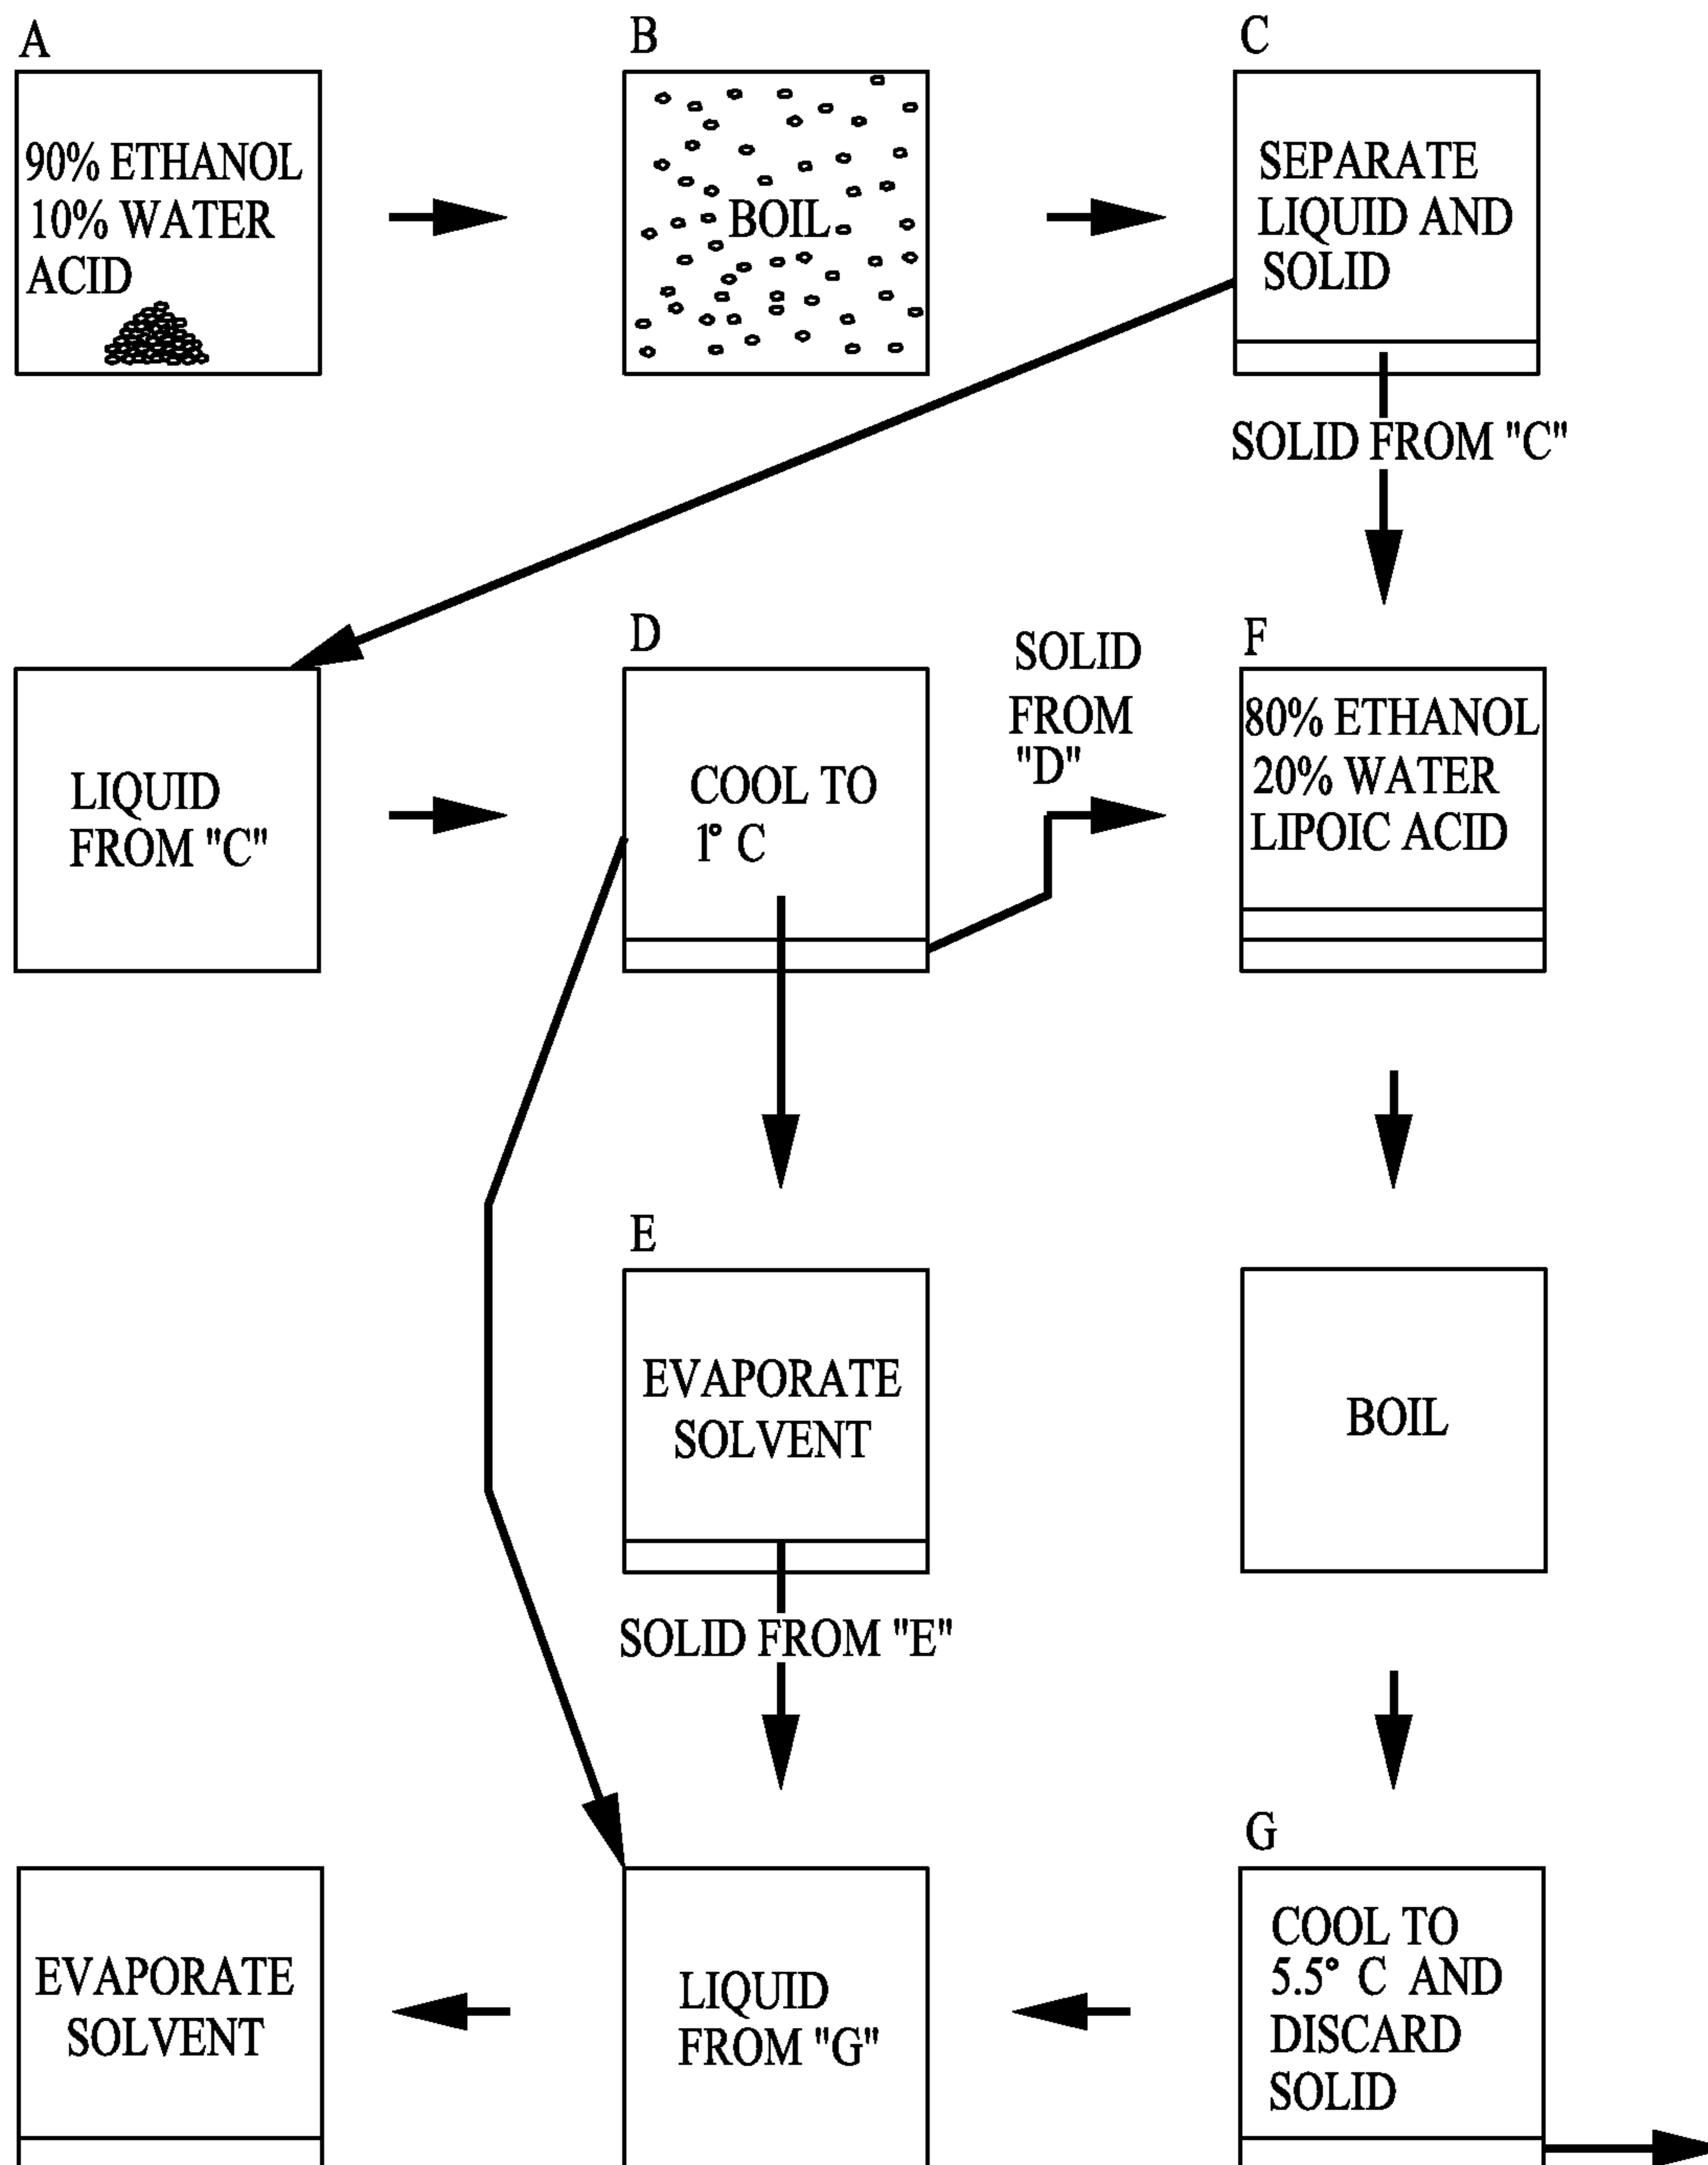 A
90% ETHANOL
10% WATER
ACID
B
BOIL
C
SEPARATE
LIQUID AND
SOLID
SOLID FROM "C"
LIQUID
FROM "C"
D
COOL TO
1° C
SOLID
FROM
"D"
F
80% ETHANOL
20% WATER
LIPOIC ACID
E
EVAPORATE
SOLVENT
BOIL
SOLID FROM "E"
EVAPORATE
SOLVENT
LIQUID
FROM "G"
G
COOL TO
5.5° C AND
DISCARD
SOLID